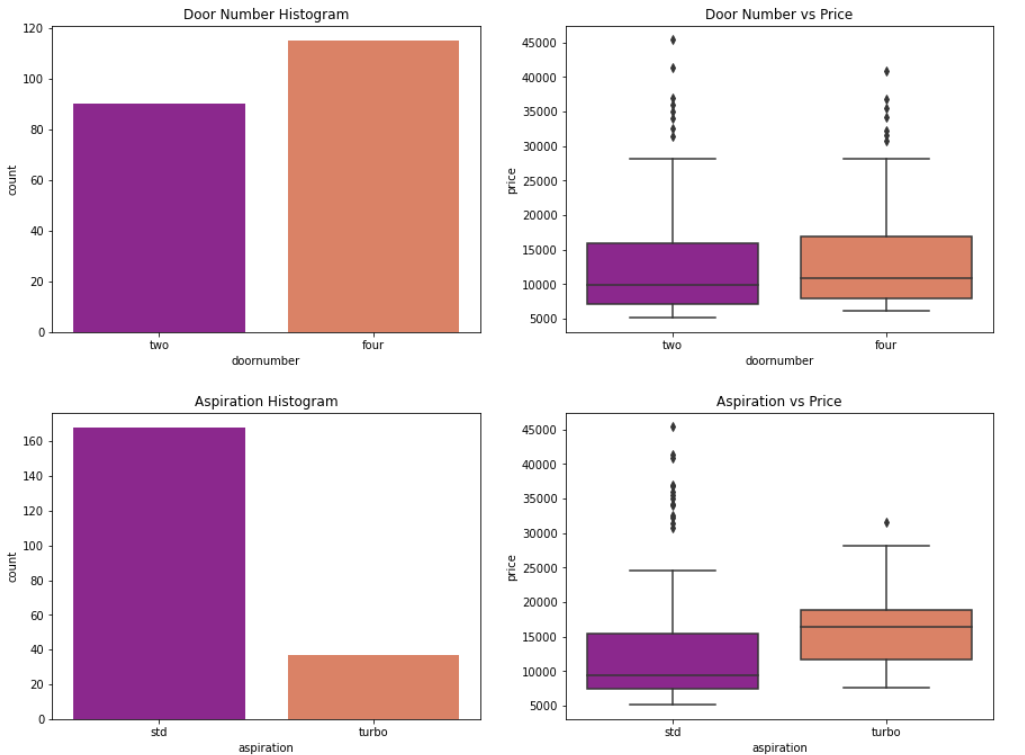 Door Number Histogram
120
100
80
60
40
20
0
count
two
four
doornumber
Door Number vs Price
45000
40000
35000
30000
25000
20000
15000
10000
5000
price
two
four
doornumber
Aspiration Histogram
160
140
120
100
80
60
40
20
0
count
std
turbo
aspiration
Aspiration vs Price
45000
40000
35000
30000
25000
20000
15000
10000
5000
price
std
turbo
aspiration